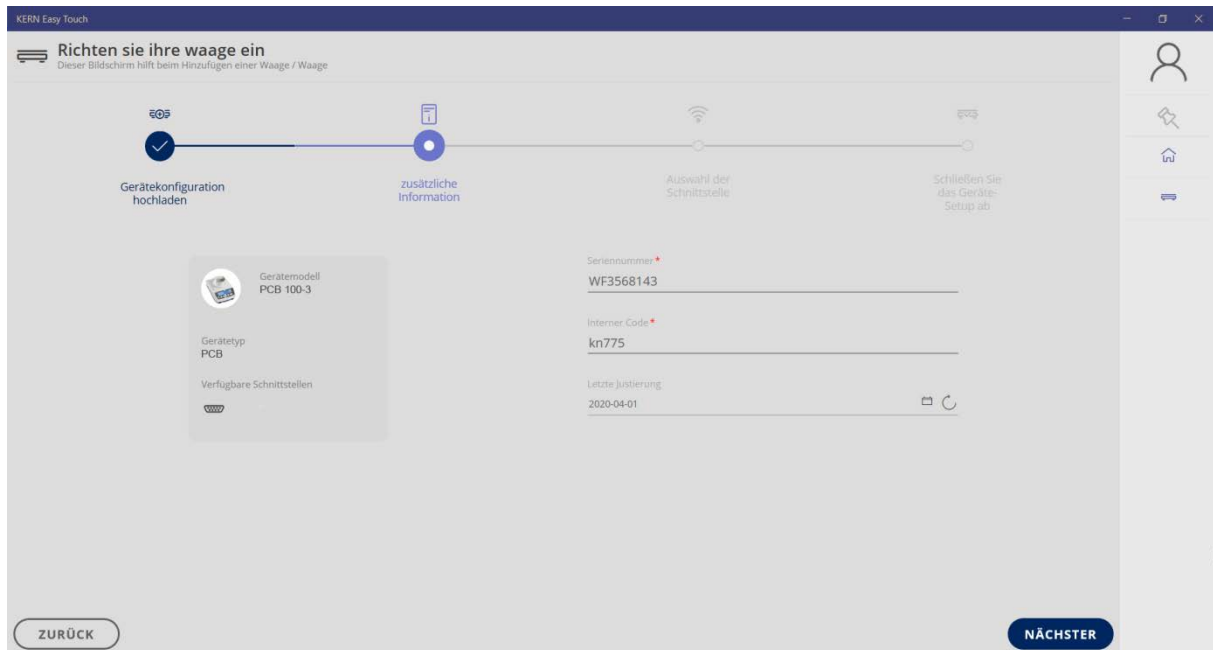 KERN Easy Touch
Richten sie ihre waage ein
Dieser Bildschirm hilft beim Hinzufügen einer Waage / Waage
Gerätekonfiguration
hochladen
zusätzliche
Information
Auswahl der
Schnittstelle
Schließen Sie
das Geräte-
Setup ab
Gerätemodell
PCB 100-3
Gerätetyp
PCB
Verfügbare Schnittstellen
Seriennummer *
WF3568143
Interner Code *
kn775
Letzte Justierung
2020-04-01
ZURÜCK
NÄCHSTER